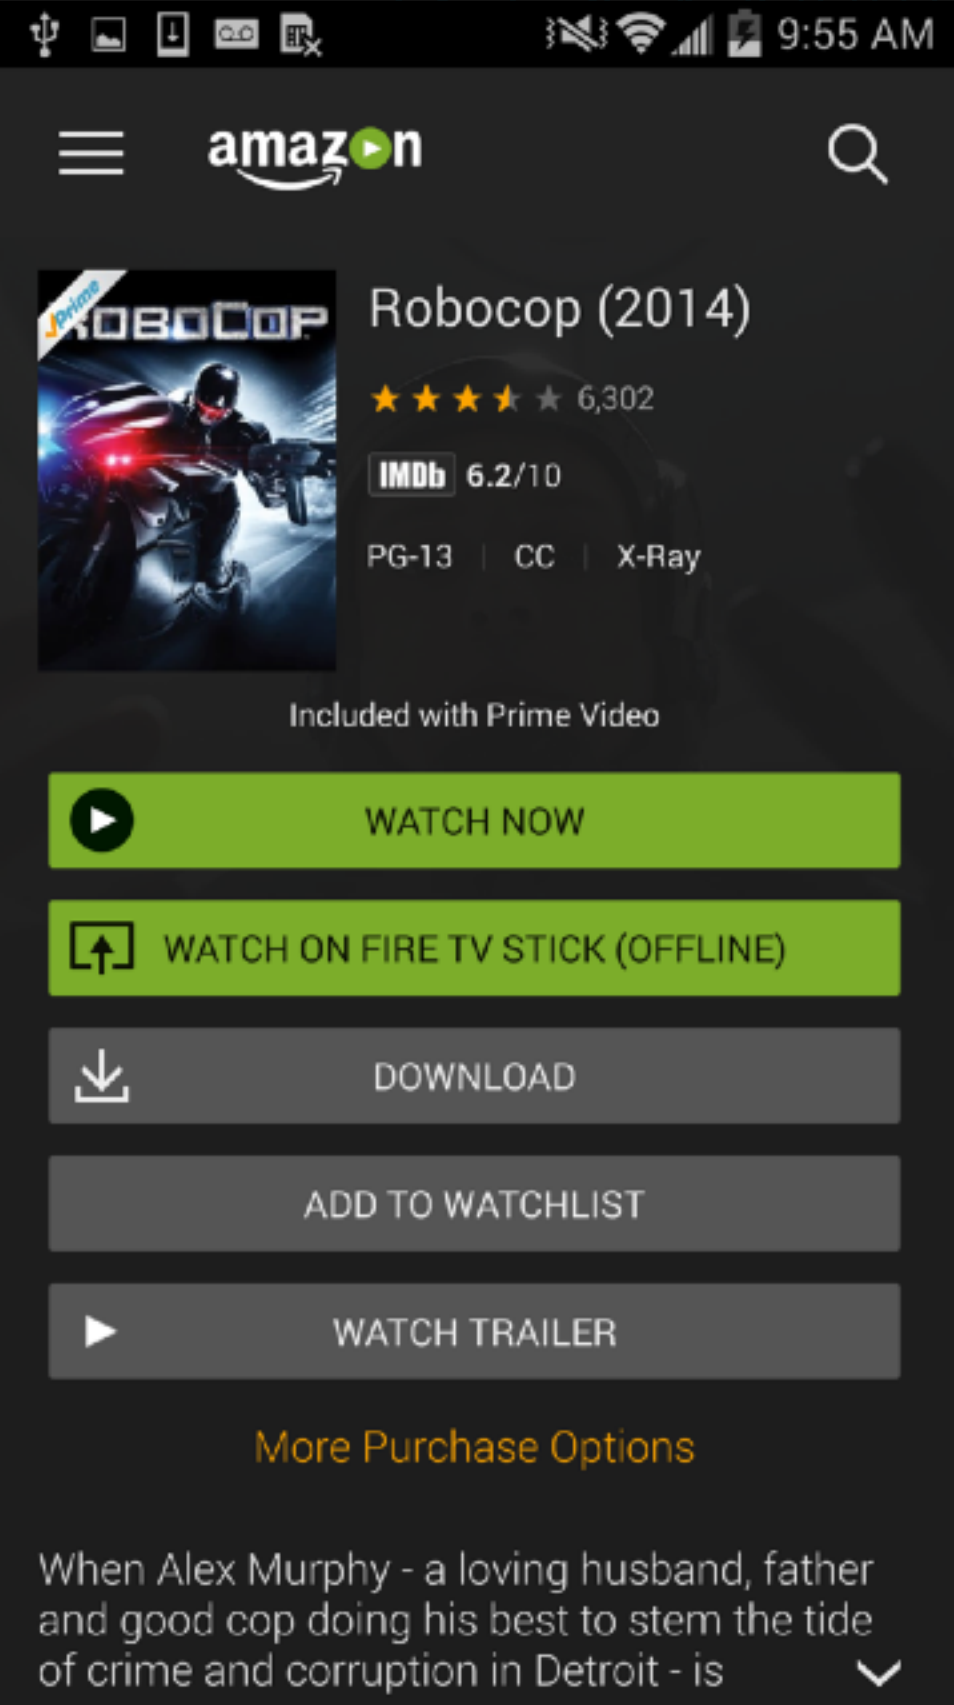 9:55 AM
amazon
Prime
ROBOCOP
Robocop (2014)
6,302
IMDb 6.2/10
PG-13 | CC | X-Ray
Included with Prime Video
WATCH NOW
WATCH ON FIRE TV STICK (OFFLINE)
DOWNLOAD
ADD TO WATCHLIST
WATCH TRAILER
More Purchase Options
When Alex Murphy - a loving husband, father
and good cop doing his best to stem the tide
of crime and corruption in Detroit - is